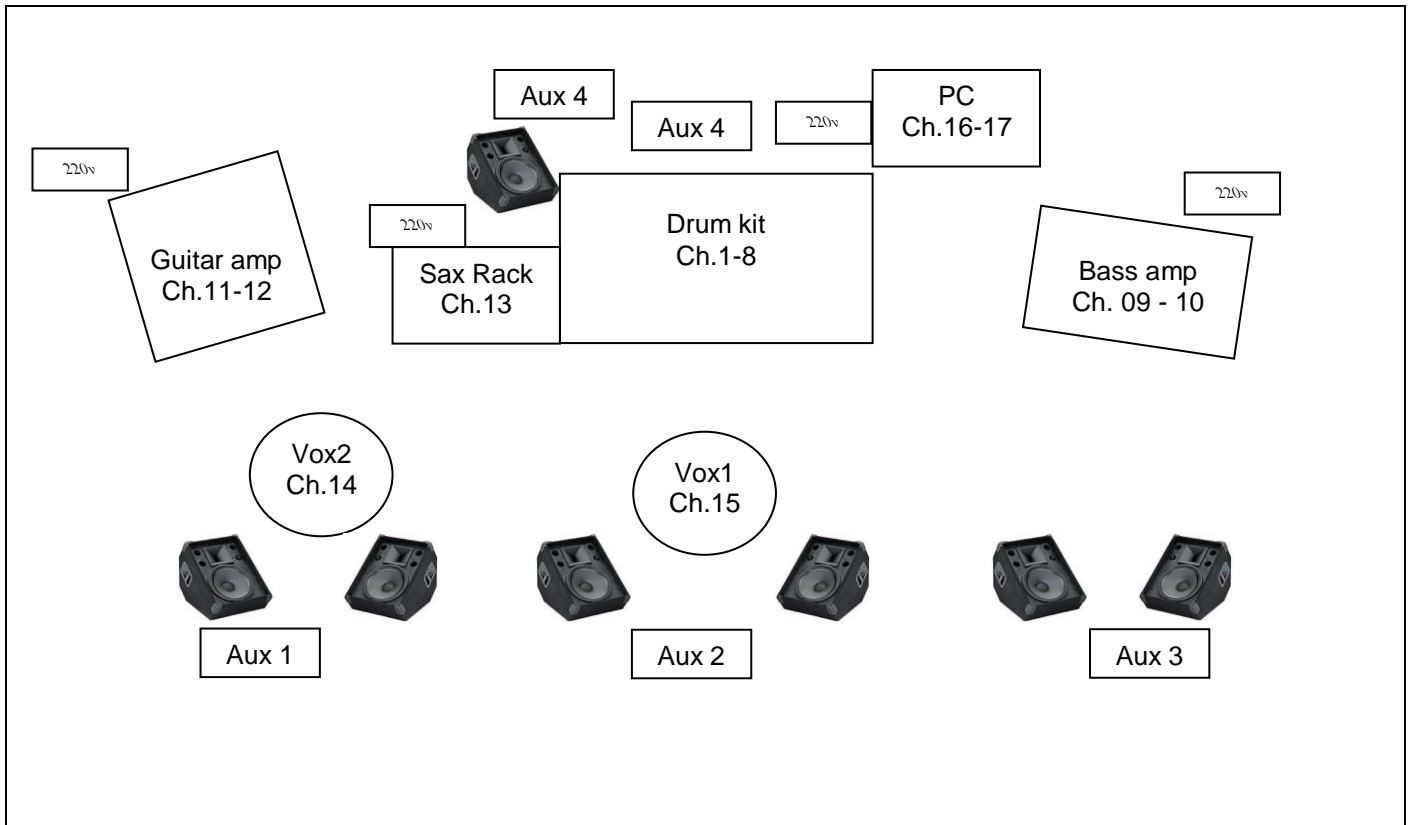 Aux 4
Aux 4
220v
PC
Ch.16-17
220v
220v
220v
Drum kit
Ch.1-8
Guitar amp
Ch.11-12
Sax Rack
Ch.13
Bass amp
Ch. 09 - 10
Vox2
Ch.14
Vox1
Ch.15
Aux 1
Aux 2
Aux 3